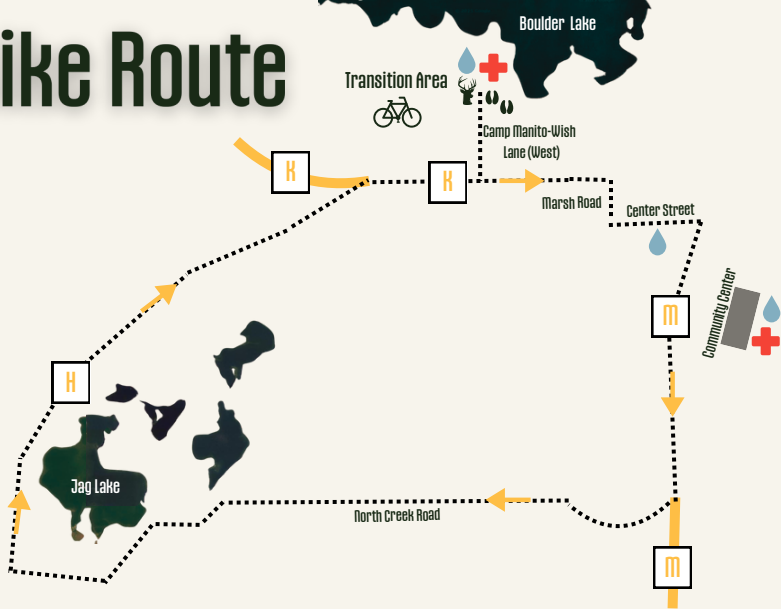 ike Route
Boulder Lake
Transition Area
Camp Manito-Wish
Lane (West)
K
K
Marsh Road
Center Street
M
Community Center
H
Jag Lake
North Creek Road
M